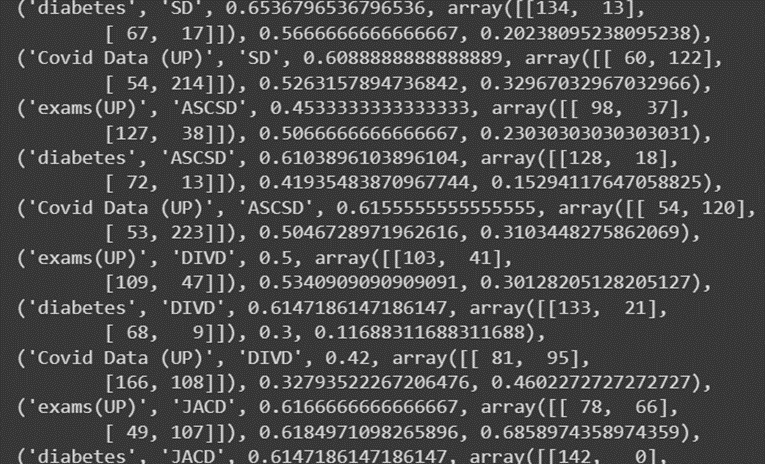 ('diabetes', 'SD', 0.6536796536796536, array([[134,  13],
       [ 67,  17]]), 0.5666666666666667, 0.20238095238095238),
('Covid Data (UP)', 'SD', 0.6088888888888889, array([[ 60, 122],
       [ 54, 214]]), 0.5263157894736842, 0.32967032967032966),
('exams(UP)', 'ASCSD', 0.4533333333333333, array([[ 98,  37],
       [127,  38]]), 0.5066666666666667, 0.23030303030303031),
('diabetes', 'ASCSD', 0.6103896103896104, array([[128,  18],
       [ 72,  13]]), 0.41935483870967744, 0.15294117647058825),
('Covid Data (UP)', 'ASCSD', 0.6155555555555555, array([[ 54, 120],
       [ 53, 223]]), 0.5046728971962616, 0.3103448275862069),
('exams(UP)', 'DIVD', 0.5, array([[103,  41],
       [109,  47]]), 0.5340909090909091, 0.30128205128205127),
('diabetes', 'DIVD', 0.6147186147186147, array([[133,  21],
       [ 68,   9]]), 0.3, 0.11688311688311688),
('Covid Data (UP)', 'DIVD', 0.42, array([[ 81,  95],
       [166, 108]]), 0.32793522267206476, 0.4602272727272727),
('exams(UP)', 'JACD', 0.6166666666666667, array([[ 78,  66],
       [ 49, 107]]), 0.6184971098265896, 0.6858974358974359),
('diabetes', 'JACD', 0.6147186147186147, array([[142,   0],